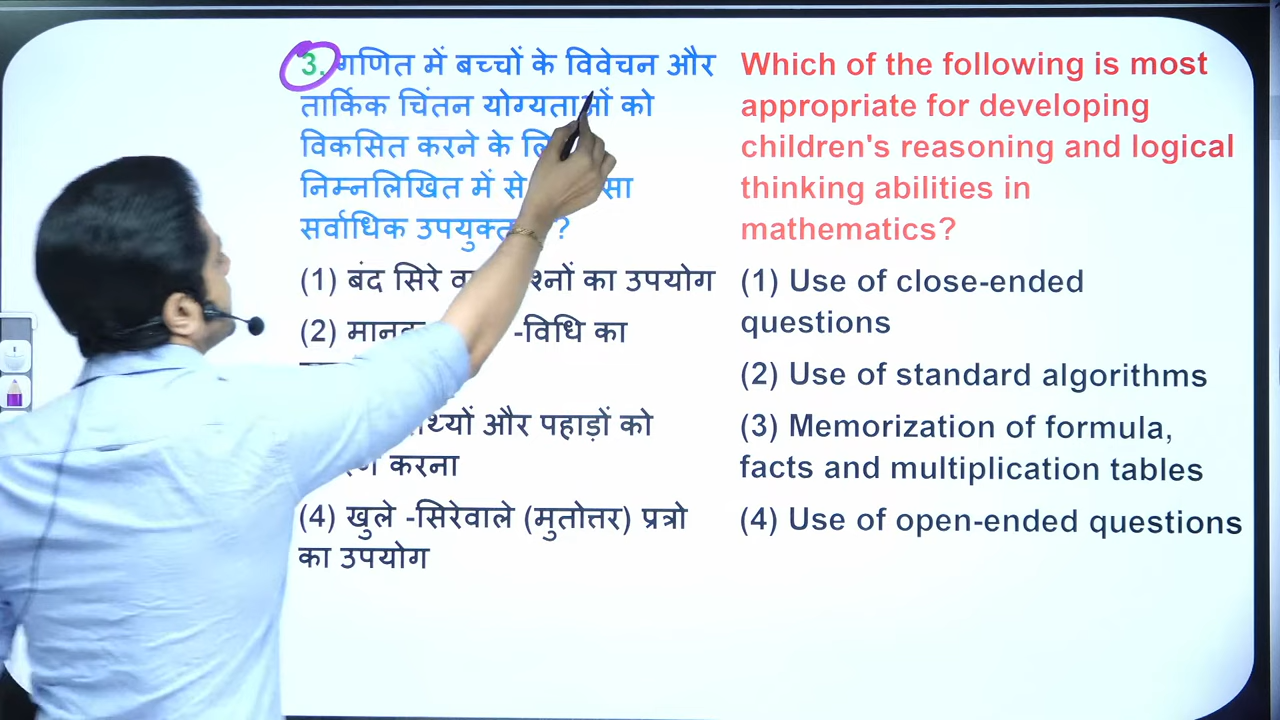 3. गणित में बच्चों के विवेचन और
तार्किक चिंतन योग्यताओं को
विकसित करने के
निम्नलिखित में से
सर्वाधिक उपयुक्त ?
(1) बंद सिरे का उपयोग
(2) -विधि का
और पहाड़ों को
करना
(4) खुले -सिरेवाले (मुतोत्तर) प्रत्रो
का उपयोग
Which of the following is most
appropriate for developing
children's reasoning and logical
thinking abilities in
mathematics?
(1) Use of close-ended
questions
(2) Use of standard algorithms
(3) Memorization of formula,
facts and multiplication tables
(4) Use of open-ended questions